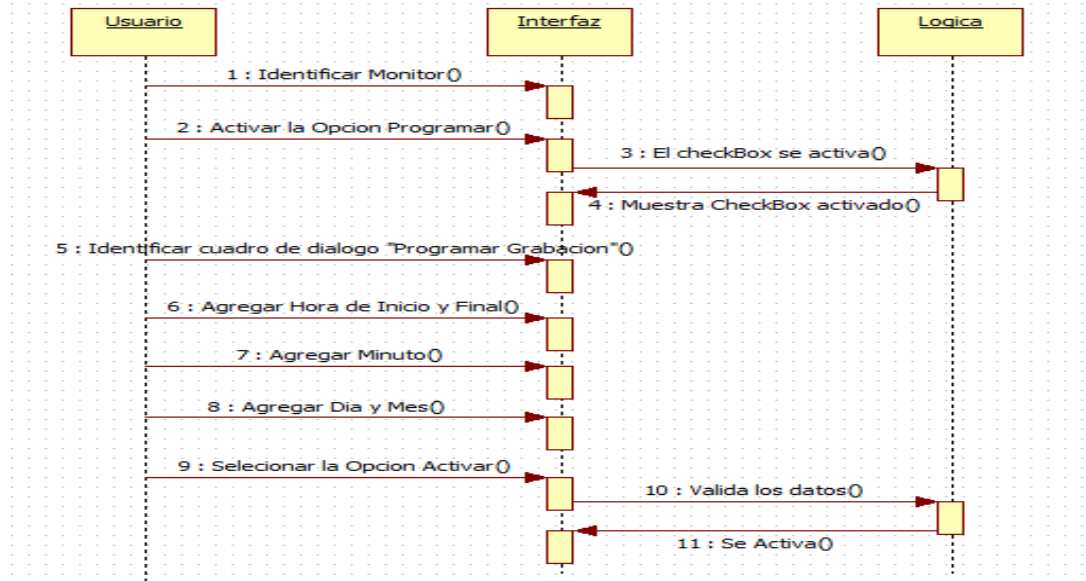 Usuario
Interfaz
Logica
1 : Identificar Monitor()
2 : Activar la Opcion Programar()
3 : El checkBox se activa()
4 : Muestra CheckBox activado()
5 : Identificar cuadro de dialogo "Programar Grabacion"()
6 : Agregar Hora de Inicio y Final()
7 : Agregar Minuto()
8 : Agregar Dia y Mes()
9 : Selecionar la Opcion Activar()
10 : Valida los datos()
11 : Se Activa()